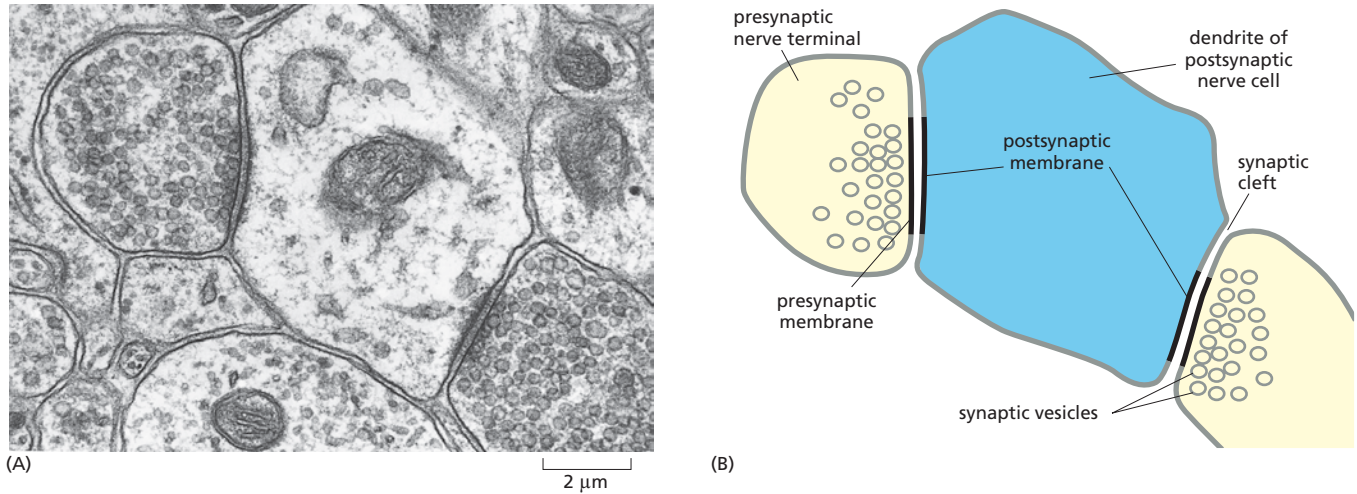 presynaptic
nerve terminal
dendrite of
postsynaptic
nerve cell
postsynaptic
membrane
synaptic
cleft
presynaptic
membrane
synaptic vesicles
(A)
2 μm
(B)